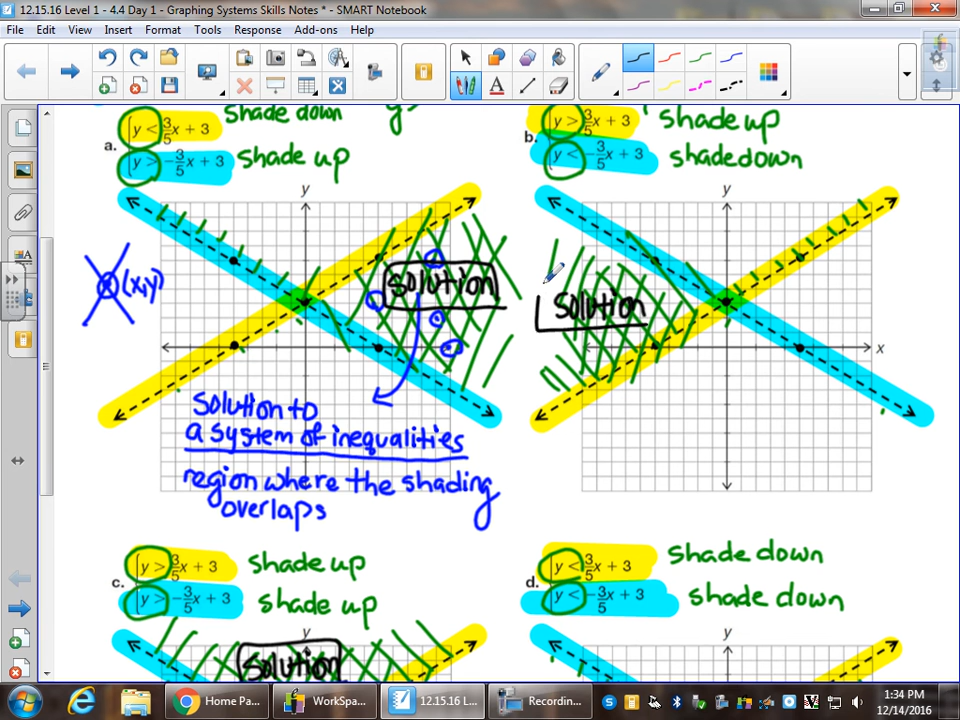 12.15.16 Level 1 - 4.4 Day 1 - Graphing Systems Skills Notes * - SMART Notebook
File Edit View Insert Format Tools Response Add-ons Help
shade down
y
a. y < 3/5x + 3
y > -3/5x + 3 shade up
b. y > 3/5x + 3 shade up
y < -3/5x + 3 shade down
y
y
(x,y)
solution
solution
x
Solution to
a system of inequalities
region where the shading
overlaps
c. y > 3/5x + 3 shade up
y > -3/5x + 3 shade up
d. y < 3/5x + 3 shade down
y < -3/5x + 3 shade down
y
y
solution
Home Pa...
WorkSpa...
12.15.16 L...
Recordin...
1:34 PM
12/14/2016